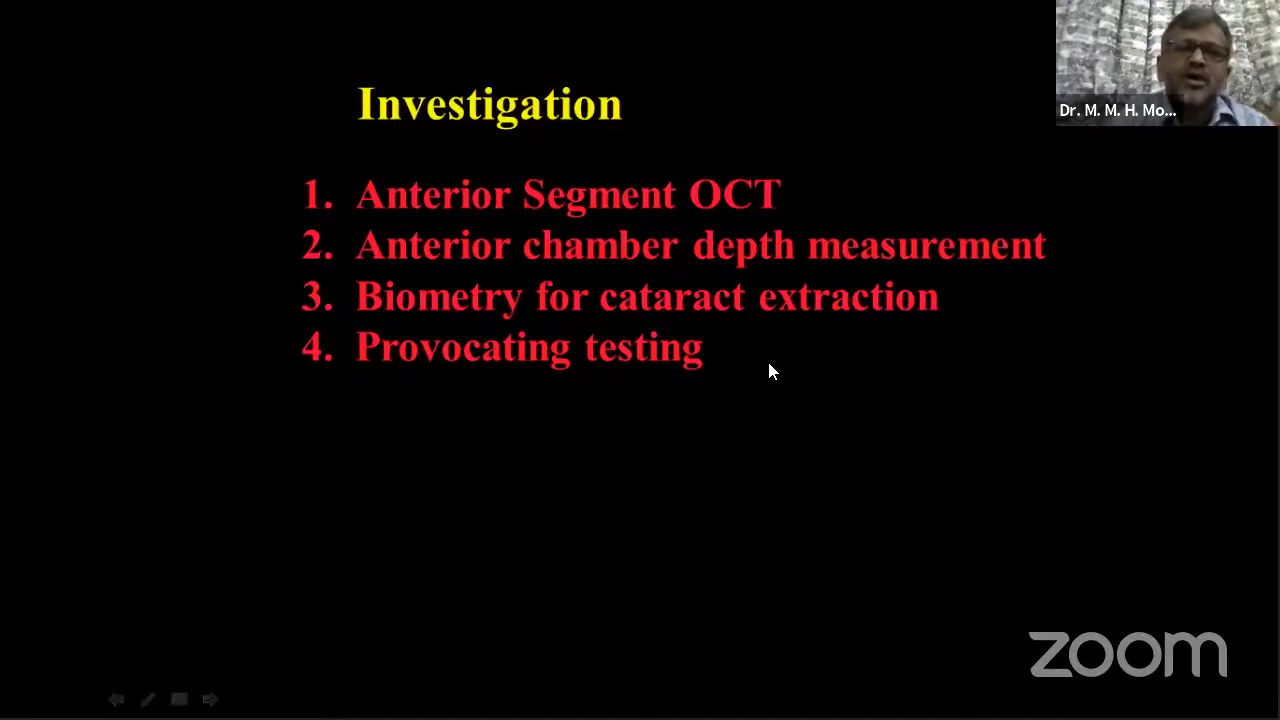 Investigation
Dr. M. M. H. Mo...
1. Anterior Segment OCT
2. Anterior chamber depth measurement
3. Biometry for cataract extraction
4. Provocating testing
zoom